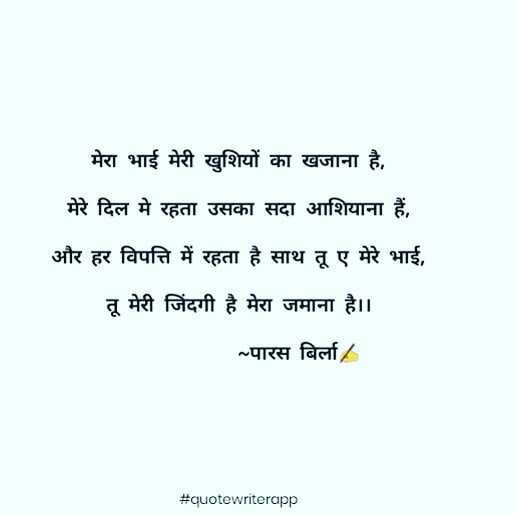 मेरा भाई मेरी खुशियों का खजाना है,
मेरे दिल मे रहता उसका सदा आशियाना हैं,
और हर विपत्ति में रहता है साथ तू ए मेरे भाई,
तू मेरी जिंदगी है मेरा जमाना है।।
~पारस बिर्ला✍️
#quotewriterapp